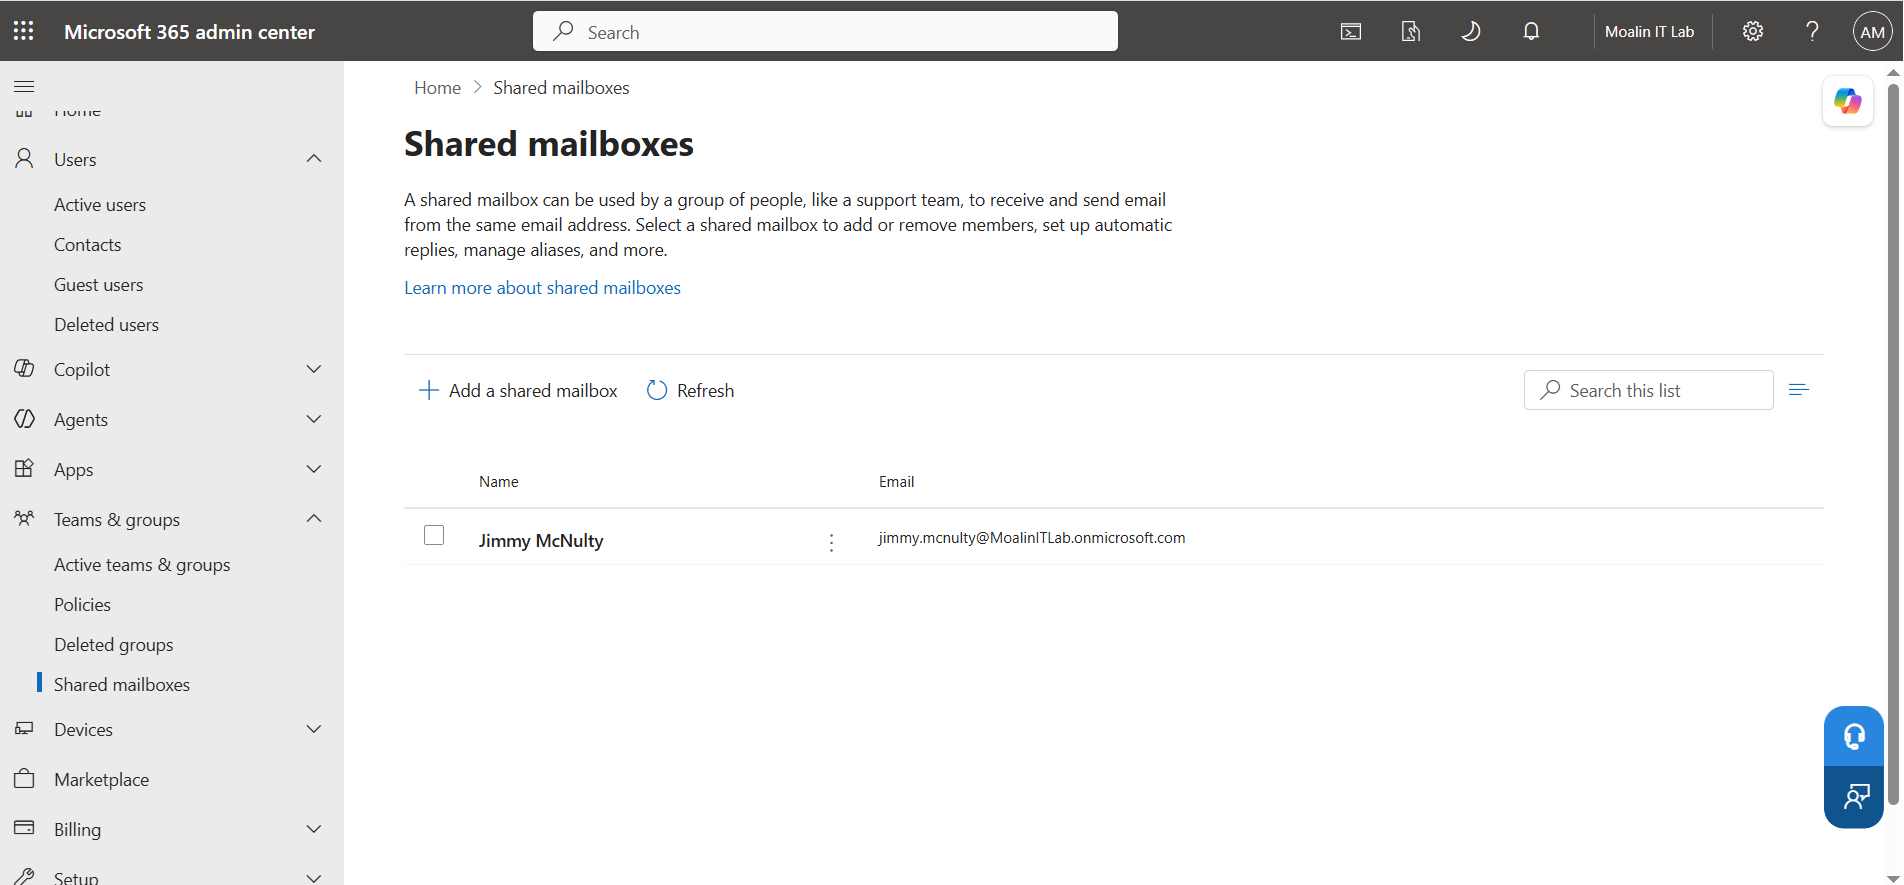 Microsoft 365 admin center
Search
Moalin IT Lab
AM
Home
Users
Active users
Contacts
Guest users
Deleted users
Copilot
Agents
Apps
Teams & groups
Active teams & groups
Policies
Deleted groups
Shared mailboxes
Devices
Marketplace
Billing
Setup
Home > Shared mailboxes
Shared mailboxes
A shared mailbox can be used by a group of people, like a support team, to receive and send email
from the same email address. Select a shared mailbox to add or remove members, set up automatic
replies, manage aliases, and more.
Learn more about shared mailboxes
Add a shared mailbox
Refresh
Search this list
Name
Email
Jimmy McNulty
jimmy.mcnulty@MoalinITLab.onmicrosoft.com